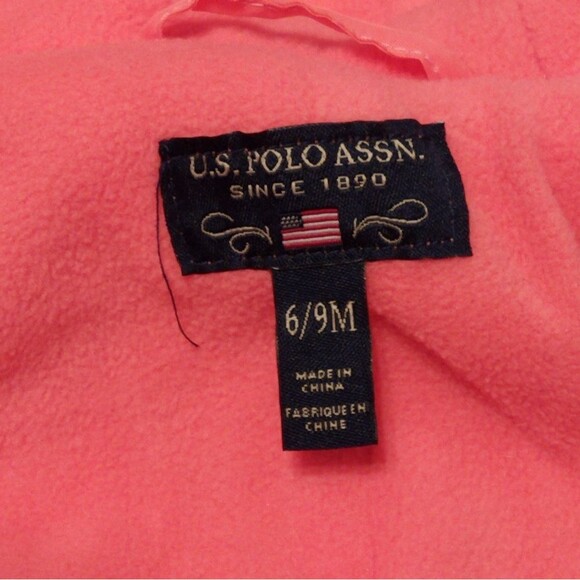 U.S. POLO ASSN.
SINCE 1890
6/9M
MADE IN
CHINA
FABRIQUE EN
CHINE